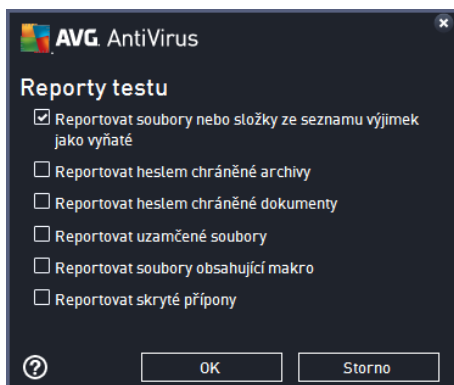 AVG AntiVirus
Reporty testu
Reportovat soubory nebo složky ze seznamu výjimek
jako vyňaté
Reportovat heslem chráněné archivy
Reportovat heslem chráněné dokumenty
Reportovat uzamčené soubory
Reportovat soubory obsahující makro
Reportovat skryté přípony
?
OK
Storno